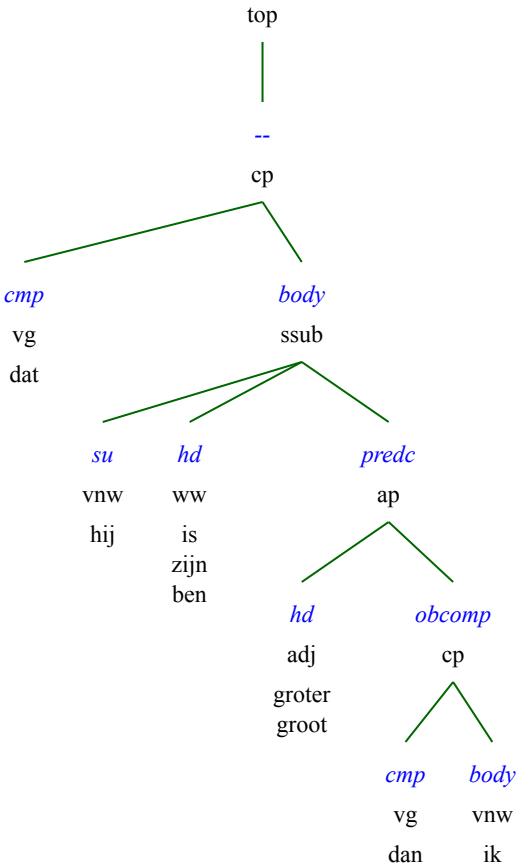 top
--
cp
cmp body
vg ssub
dat
su hd predc
vnw ww ap
hij is
zijn
ben
hd obcomp
adj cp
groter
groot
cmp body
vg vnw
dan ik